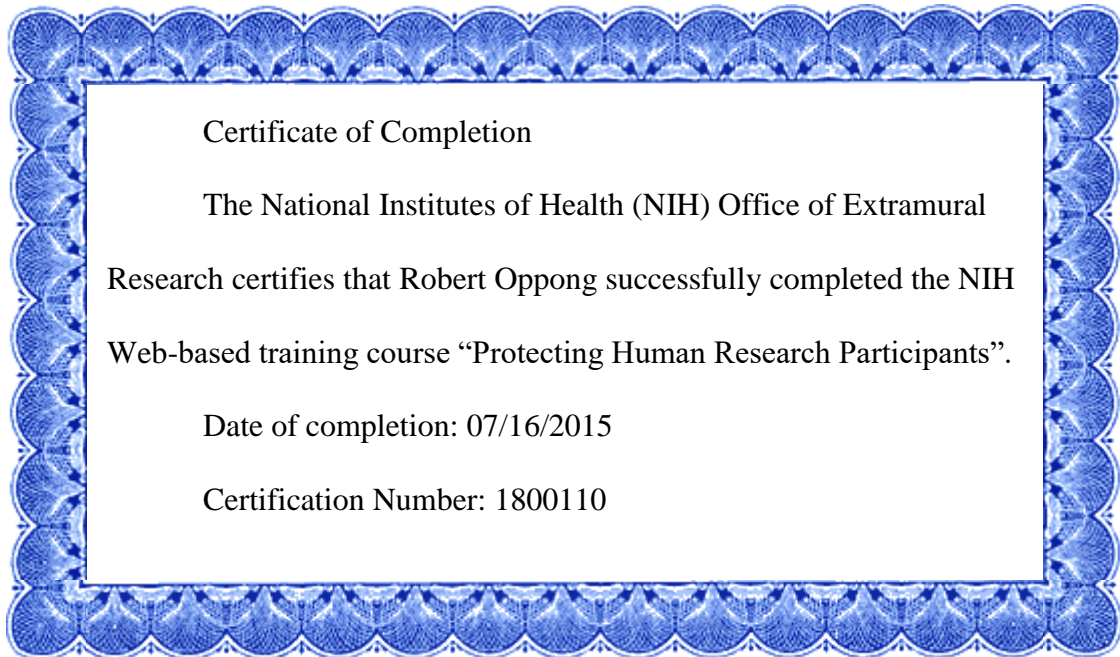 Certificate of Completion
The National Institutes of Health (NIH) Office of Extramural
Research certifies that Robert Oppong successfully completed the NIH
Web-based training course “Protecting Human Research Participants”.
Date of completion: 07/16/2015
Certification Number: 1800110